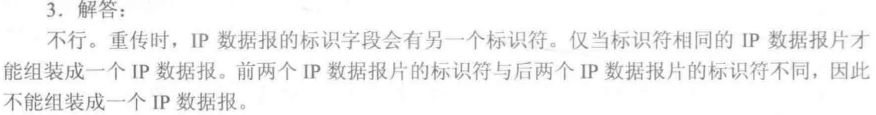 3. 解答：
不行。重传时，IP 数据报的标识字段会有另一个标识符。仅当标识符相同的 IP 数据报片才
能组装成一个 IP 数据报。前两个 IP 数据报片的标识符与后两个 IP 数据报片的标识符不同，因此
不能组装成一个 IP 数据报。